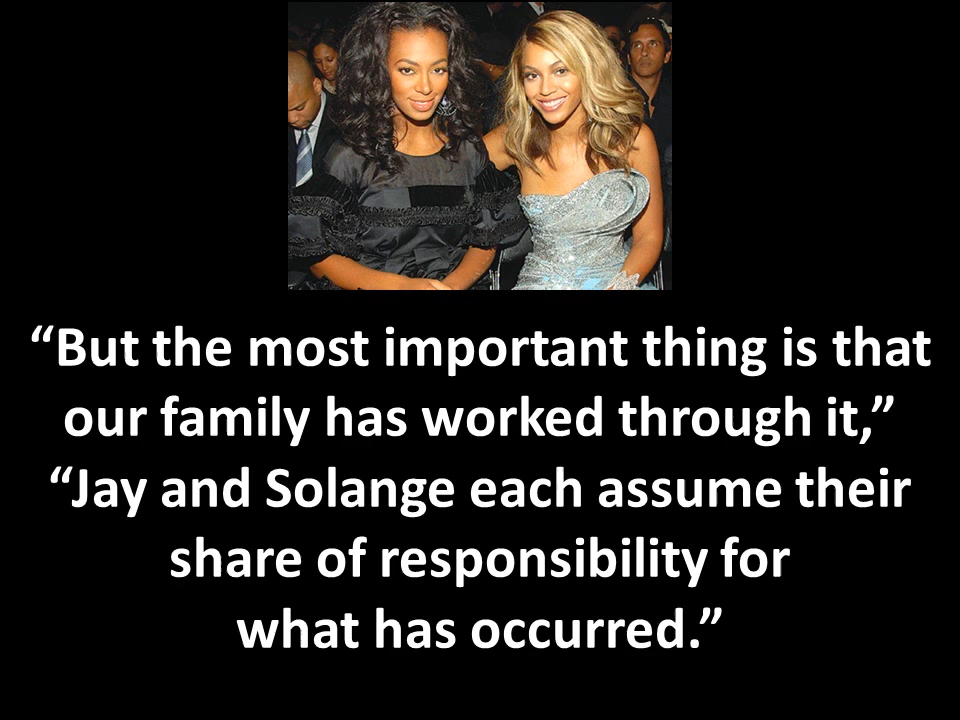 “But the most important thing is that
our family has worked through it,”
“Jay and Solange each assume their
share of responsibility for
what has occurred.”